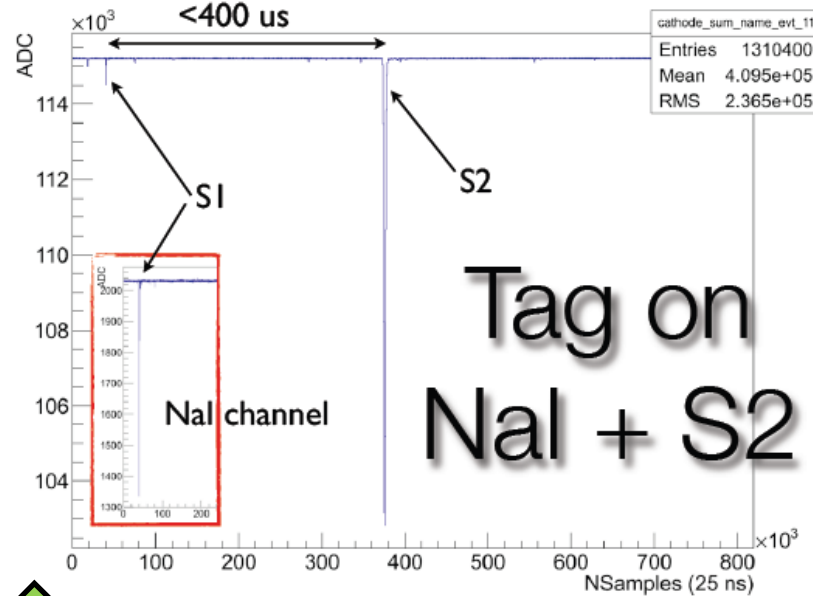 <400 us
×10³
ADC
cathode_sum_name_evt_11
Entries 1310400
Mean 4.095e+05
RMS 2.365e+05
114
112
110
108
106
104
S1
S2
ADC
2000
1900
1800
1700
1600
1500
1400
1300
0 100 200
NaI channel
Tag on
NaI + S2
0 100 200 300 400 500 600 700 800
×10³
NSamples (25 ns)